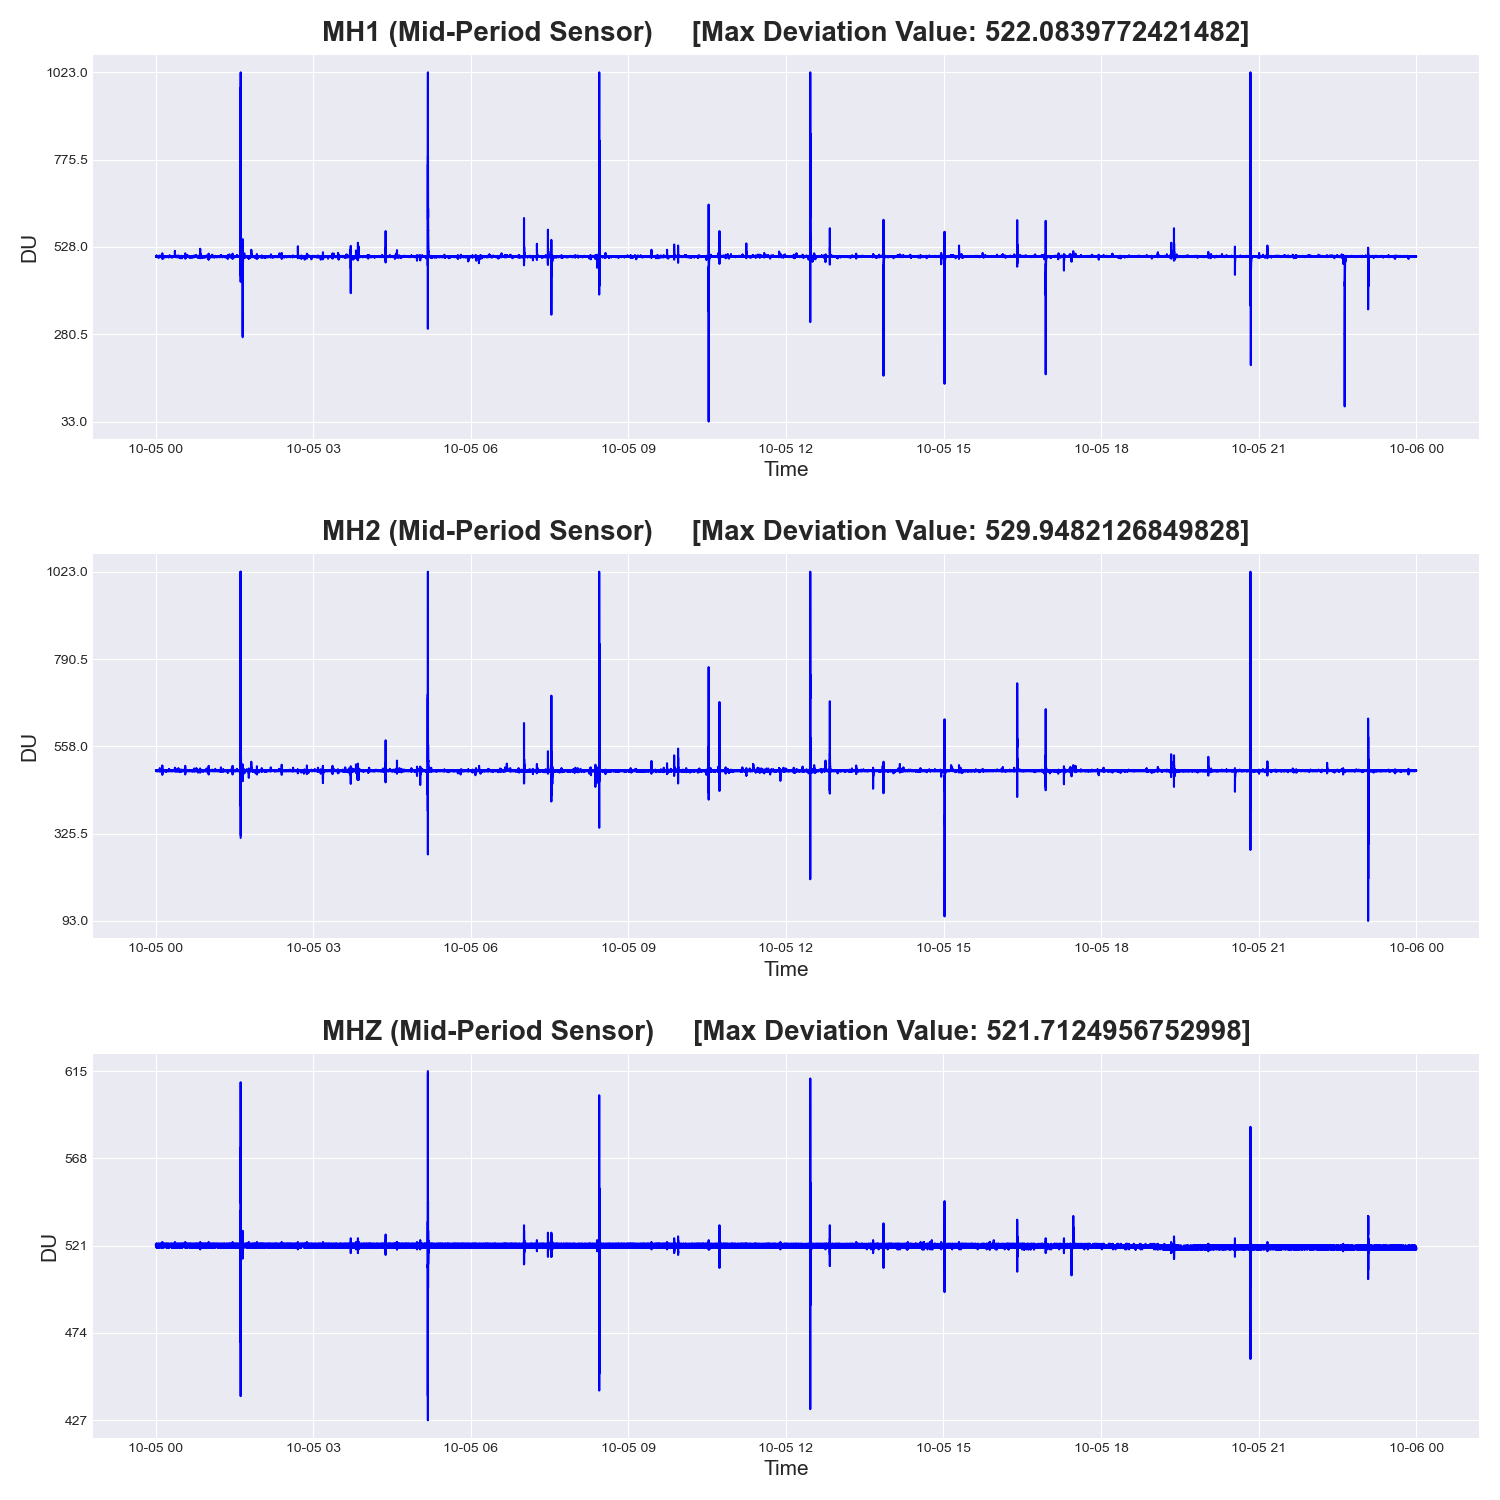 MH1 (Mid-Period Sensor) [Max Deviation Value: 522.0839772421482]
1023.0
775.5
528.0
280.5
33.0
DU
10-05 00 10-05 03 10-05 06 10-05 09 10-05 12 10-05 15 10-05 18 10-05 21 10-06 00
Time
MH2 (Mid-Period Sensor) [Max Deviation Value: 529.9482126849828]
1023.0
790.5
558.0
325.5
93.0
DU
10-05 00 10-05 03 10-05 06 10-05 09 10-05 12 10-05 15 10-05 18 10-05 21 10-06 00
Time
MHZ (Mid-Period Sensor) [Max Deviation Value: 521.7124956752998]
615
568
521
474
427
DU
10-05 00 10-05 03 10-05 06 10-05 09 10-05 12 10-05 15 10-05 18 10-05 21 10-06 00
Time